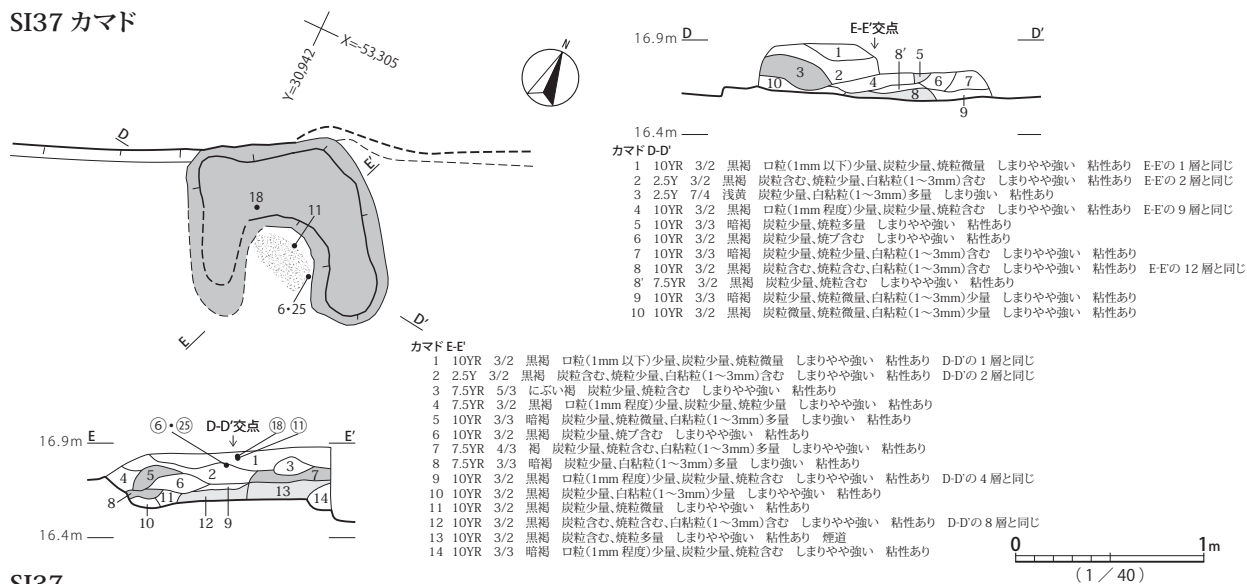 SI37 カマド
X=-53,305
Y=30,942
N
D
E'
18
11
6・25
E
D'
16.9m D E-E'交点 D'
8' 5
1
3 2 4 6 7
10 8
9
16.4m
カマド D-D'
1 10YR 3/2 黒褐 ロ粒(1mm 以下)少量、炭粒少量、焼粒微量 しまりやや強い 粘性あり E-E'の 1 層と同じ
2 2.5Y 3/2 黒褐 炭粒含む、焼粒少量、白粘粒(1～3mm)含む しまりやや強い 粘性あり E-E'の 2 層と同じ
3 2.5Y 7/4 浅黄 炭粒少量、白粘粒(1～3mm)多量 しまり強い 粘性あり
4 10YR 3/2 黒褐 ロ粒(1mm 程度)少量、炭粒少量、焼粒含む しまりやや強い 粘性あり E-E'の 9 層と同じ
5 10YR 3/3 暗褐 炭粒少量、焼粒多量 しまりやや強い 粘性あり
6 10YR 3/2 黒褐 炭粒少量、焼ブ含む しまりやや強い 粘性あり
7 10YR 3/3 暗褐 炭粒少量、焼粒少量、白粘粒(1～3mm)含む しまりやや強い 粘性あり
8 10YR 3/2 黒褐 炭粒含む、焼粒含む、白粘粒(1～3mm)含む しまりやや強い 粘性あり E-E'の 12 層と同じ
8' 7.5YR 3/2 黒褐 炭粒少量、焼粒含む しまりやや強い 粘性あり
9 10YR 3/3 暗褐 炭粒少量、焼粒微量、白粘粒(1～3mm)少量 しまりやや強い 粘性あり
10 10YR 3/2 黒褐 炭粒微量、焼粒微量、白粘粒(1～3mm)少量 しまりやや強い 粘性あり
カマド E-E'
1 10YR 3/2 黒褐 ロ粒(1mm 以下)少量、炭粒少量、焼粒微量 しまりやや強い 粘性あり D-D'の 1 層と同じ
2 2.5Y 3/2 黒褐 炭粒含む、焼粒少量、白粘粒(1～3mm)含む しまりやや強い 粘性あり D-D'の 2 層と同じ
3 7.5YR 5/3 にぶい褐 炭粒少量、焼粒含む しまりやや強い 粘性あり
4 7.5YR 3/2 黒褐 ロ粒(1mm 程度)少量、炭粒少量、焼粒少量 しまりやや強い 粘性あり
5 10YR 3/3 暗褐 炭粒少量、焼粒微量、白粘粒(1～3mm)多量 しまり強い 粘性あり
6 10YR 3/2 黒褐 炭粒少量、焼ブ含む しまりやや強い 粘性あり
7 7.5YR 4/3 褐 炭粒少量、焼粒含む、白粘粒(1～3mm)多量 しまりやや強い 粘性あり
8 7.5YR 3/3 暗褐 炭粒少量、白粘粒(1～3mm)多量 しまり強い 粘性あり
9 10YR 3/2 黒褐 ロ粒(1mm 程度)少量、炭粒少量、焼粒含む しまりやや強い 粘性あり D-D'の 4 層と同じ
10 10YR 3/2 黒褐 炭粒少量、白粘粒(1～3mm)少量 しまりやや強い 粘性あり
11 10YR 3/2 黒褐 炭粒少量、焼粒微量 しまりやや強い 粘性あり
12 10YR 3/2 黒褐 炭粒含む、焼粒含む、白粘粒(1～3mm)含む しまりやや強い 粘性あり D-D'の 8 層と同じ
13 10YR 3/2 黒褐 炭粒含む、焼粒多量 しまりやや強い 粘性あり 煙道
14 10YR 3/3 暗褐 ロ粒(1mm 程度)少量、炭粒少量、焼粒含む しまりやや強い 粘性あり
⑥・㉕ D-D'交点 ⑱ ⑪
16.9m E E'
1
4 5 2 3 7
6 13
8 11 14
10 12 9
16.4m
0 1m
(1／40)
SI37